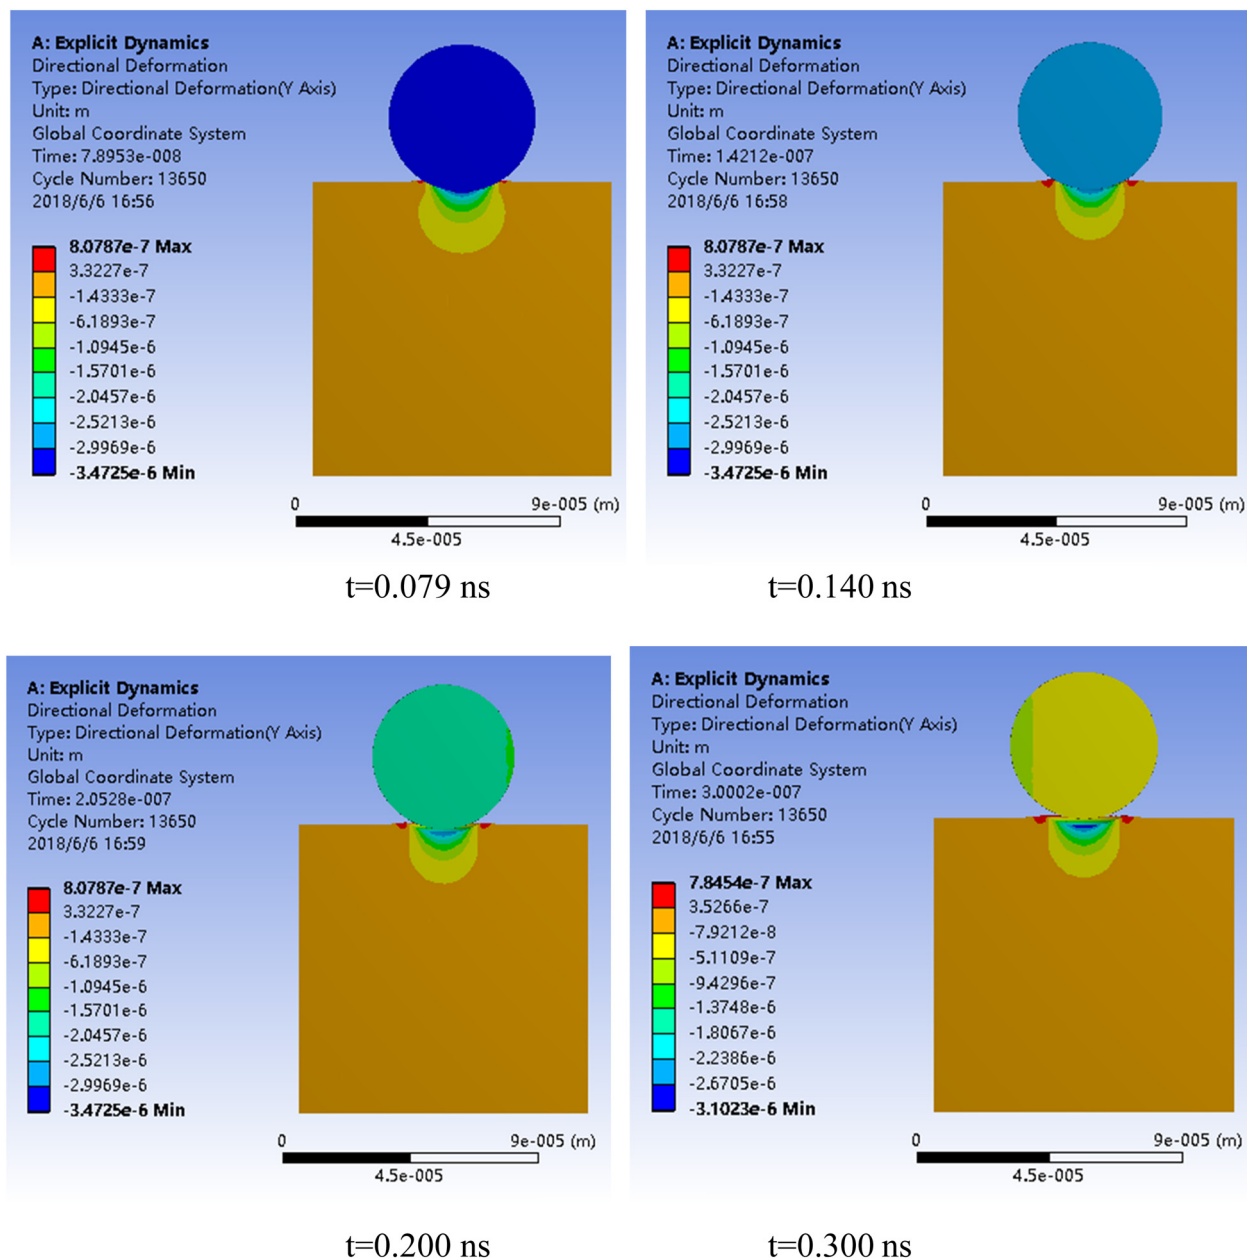 A: Explicit Dynamics
Directional Deformation
Type: Directional Deformation(Y Axis)
Unit: m
Global Coordinate System
Time: 7.8953e-008
Cycle Number: 13650
2018/6/6 16:56
8.0787e-7 Max
3.3227e-7
-1.4333e-7
-6.1893e-7
-1.0945e-6
-1.5701e-6
-2.0457e-6
-2.5213e-6
-2.9969e-6
-3.4725e-6 Min
0
9e-005 (m)
4.5e-005
t=0.079 ns
A: Explicit Dynamics
Directional Deformation
Type: Directional Deformation(Y Axis)
Unit: m
Global Coordinate System
Time: 1.4212e-007
Cycle Number: 13650
2018/6/6 16:58
8.0787e-7 Max
3.3227e-7
-1.4333e-7
-6.1893e-7
-1.0945e-6
-1.5701e-6
-2.0457e-6
-2.5213e-6
-2.9969e-6
-3.4725e-6 Min
0
9e-005 (m)
4.5e-005
t=0.140 ns
A: Explicit Dynamics
Directional Deformation
Type: Directional Deformation(Y Axis)
Unit: m
Global Coordinate System
Time: 2.0528e-007
Cycle Number: 13650
2018/6/6 16:59
8.0787e-7 Max
3.3227e-7
-1.4333e-7
-6.1893e-7
-1.0945e-6
-1.5701e-6
-2.0457e-6
-2.5213e-6
-2.9969e-6
-3.4725e-6 Min
0
9e-005 (m)
4.5e-005
t=0.200 ns
A: Explicit Dynamics
Directional Deformation
Type: Directional Deformation(Y Axis)
Unit: m
Global Coordinate System
Time: 3.0002e-007
Cycle Number: 13650
2018/6/6 16:55
7.8454e-7 Max
3.5266e-7
-7.9212e-8
-5.1109e-7
-9.4296e-7
-1.3748e-6
-1.8067e-6
-2.2386e-6
-2.6705e-6
-3.1023e-6 Min
0
9e-005 (m)
4.5e-005
t=0.300 ns